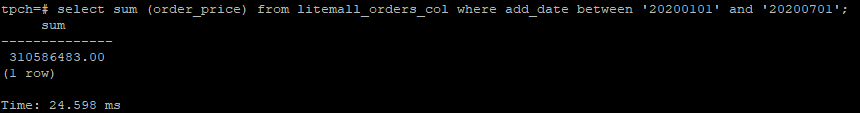 tpch=# select sum (order_price) from litemall_orders_col where add_date between '20200101' and '20200701';
sum
--------------
310586483.00
(1 row)
Time: 24.598 ms